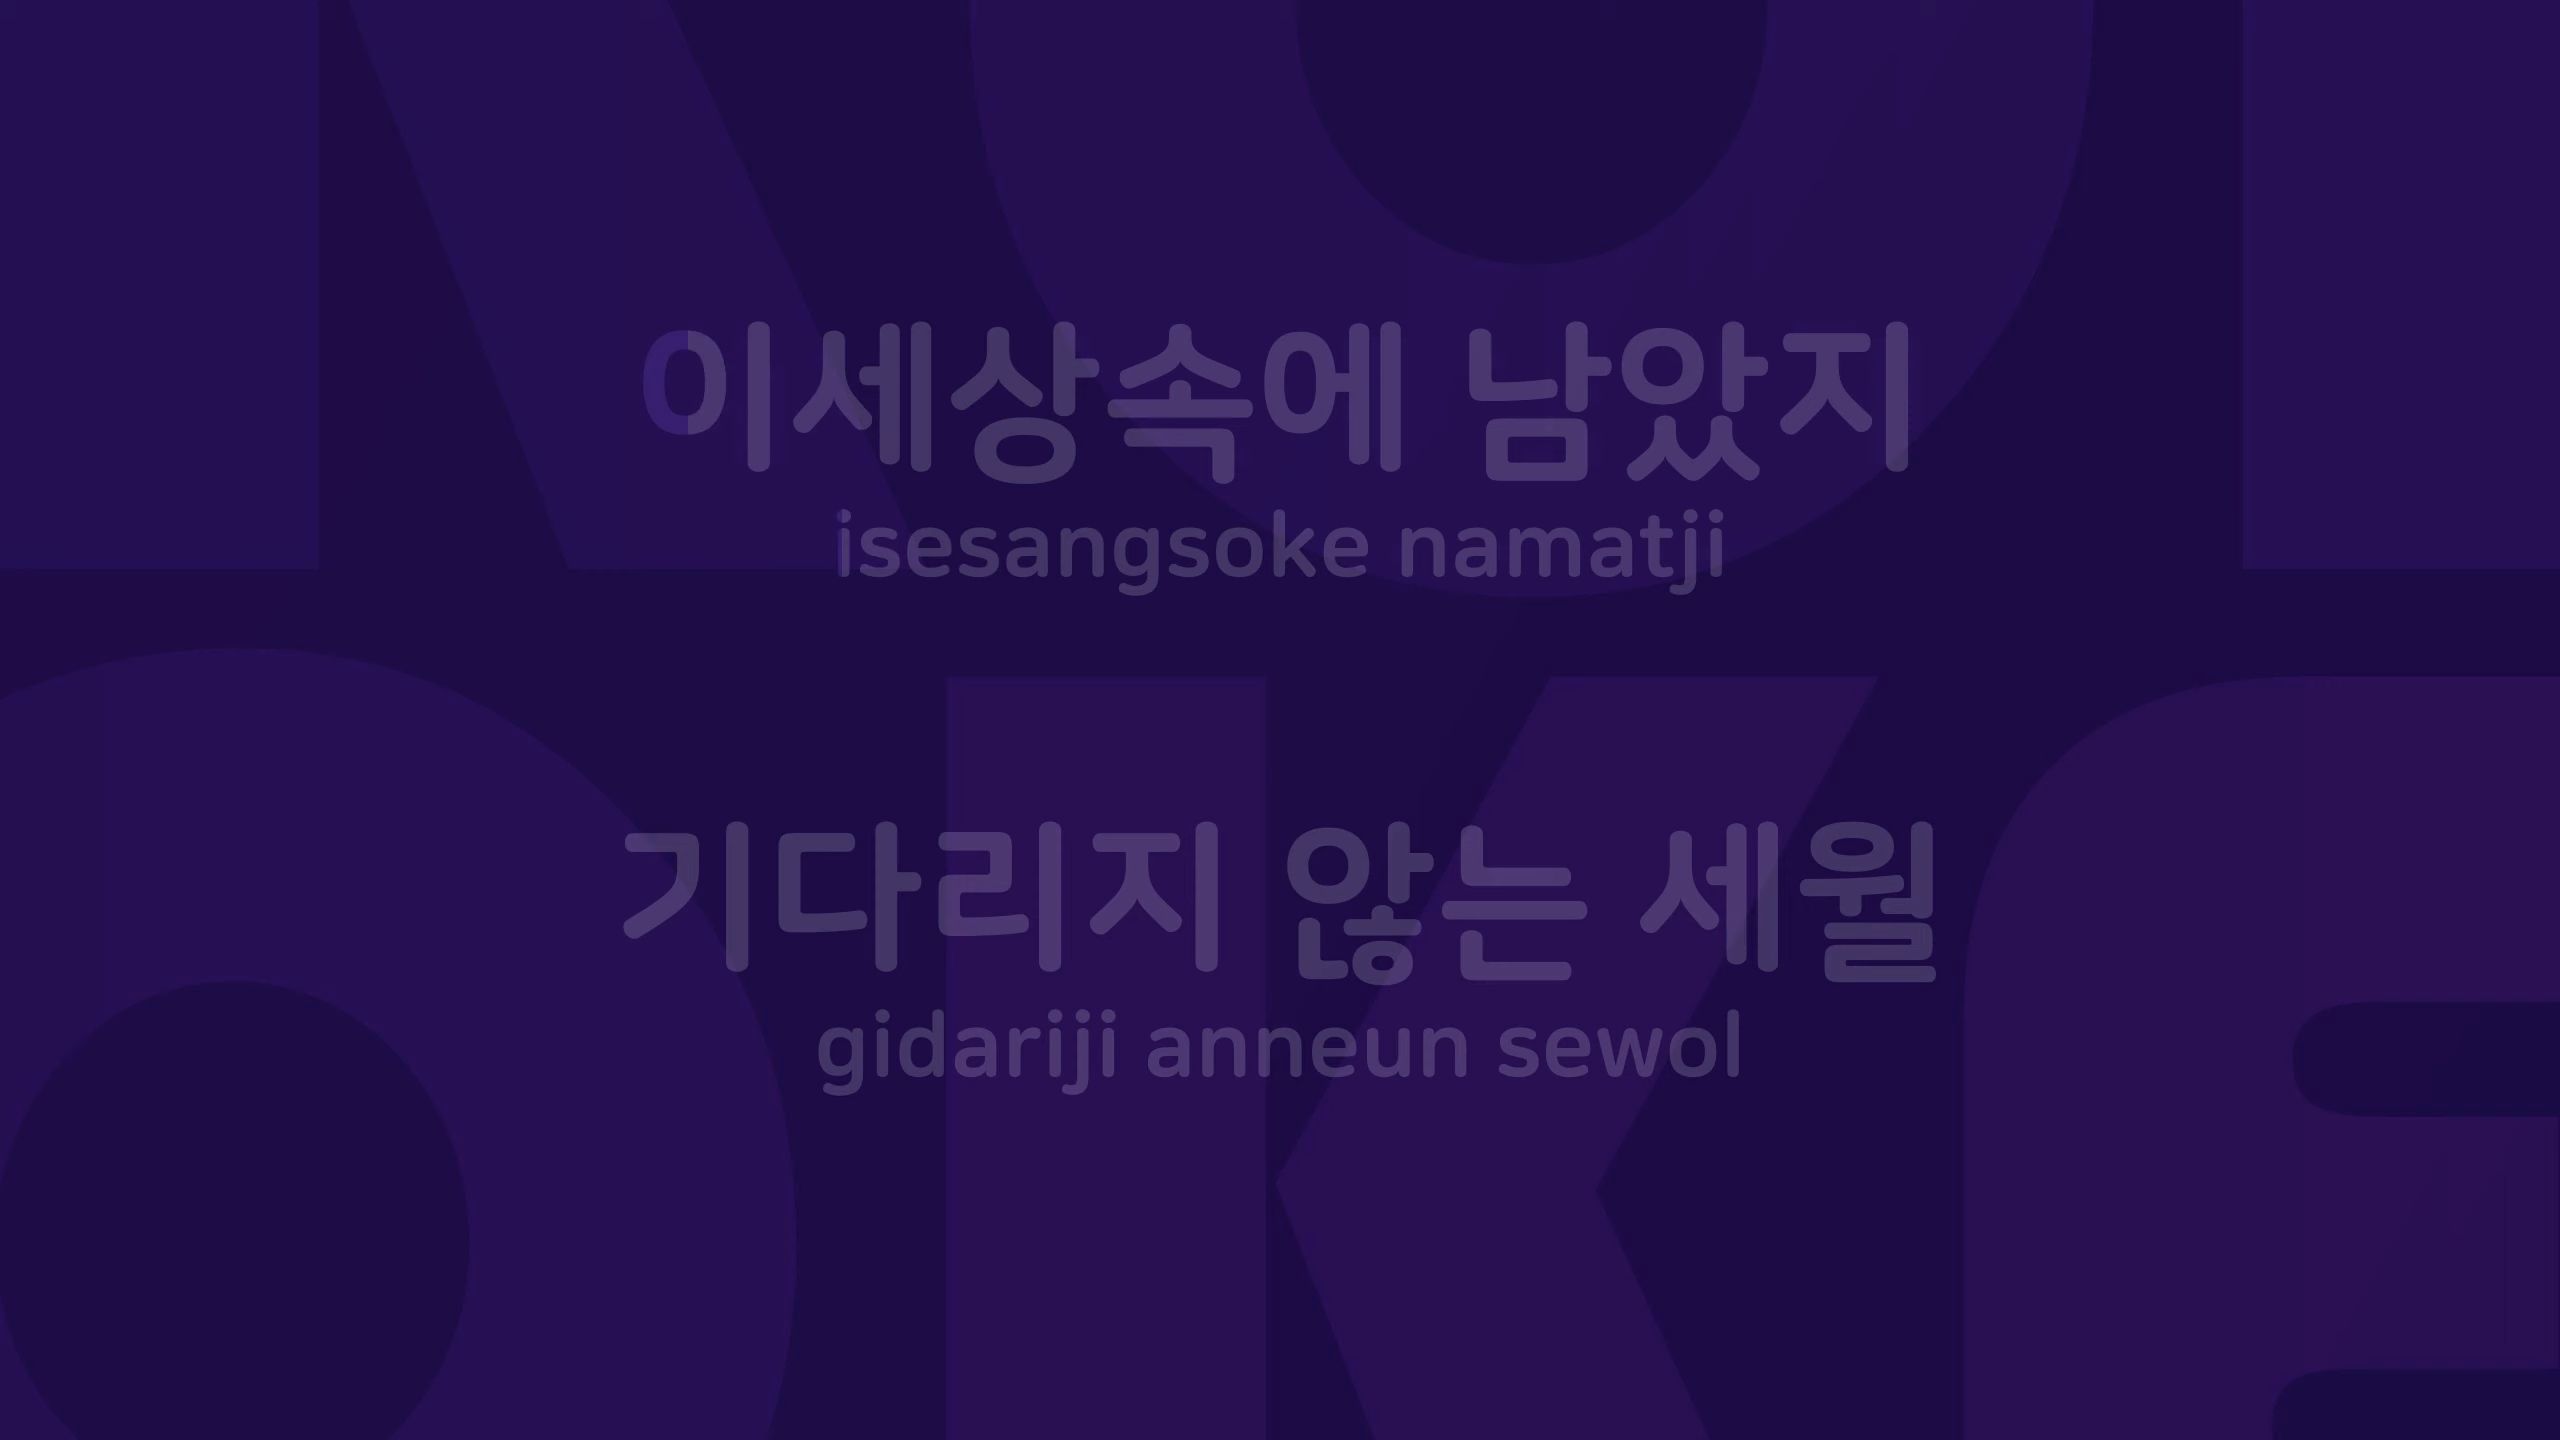 이세상속에 남았지
isesangsoke namatji
기다리지 않는 세월
gidariji anneun sewol